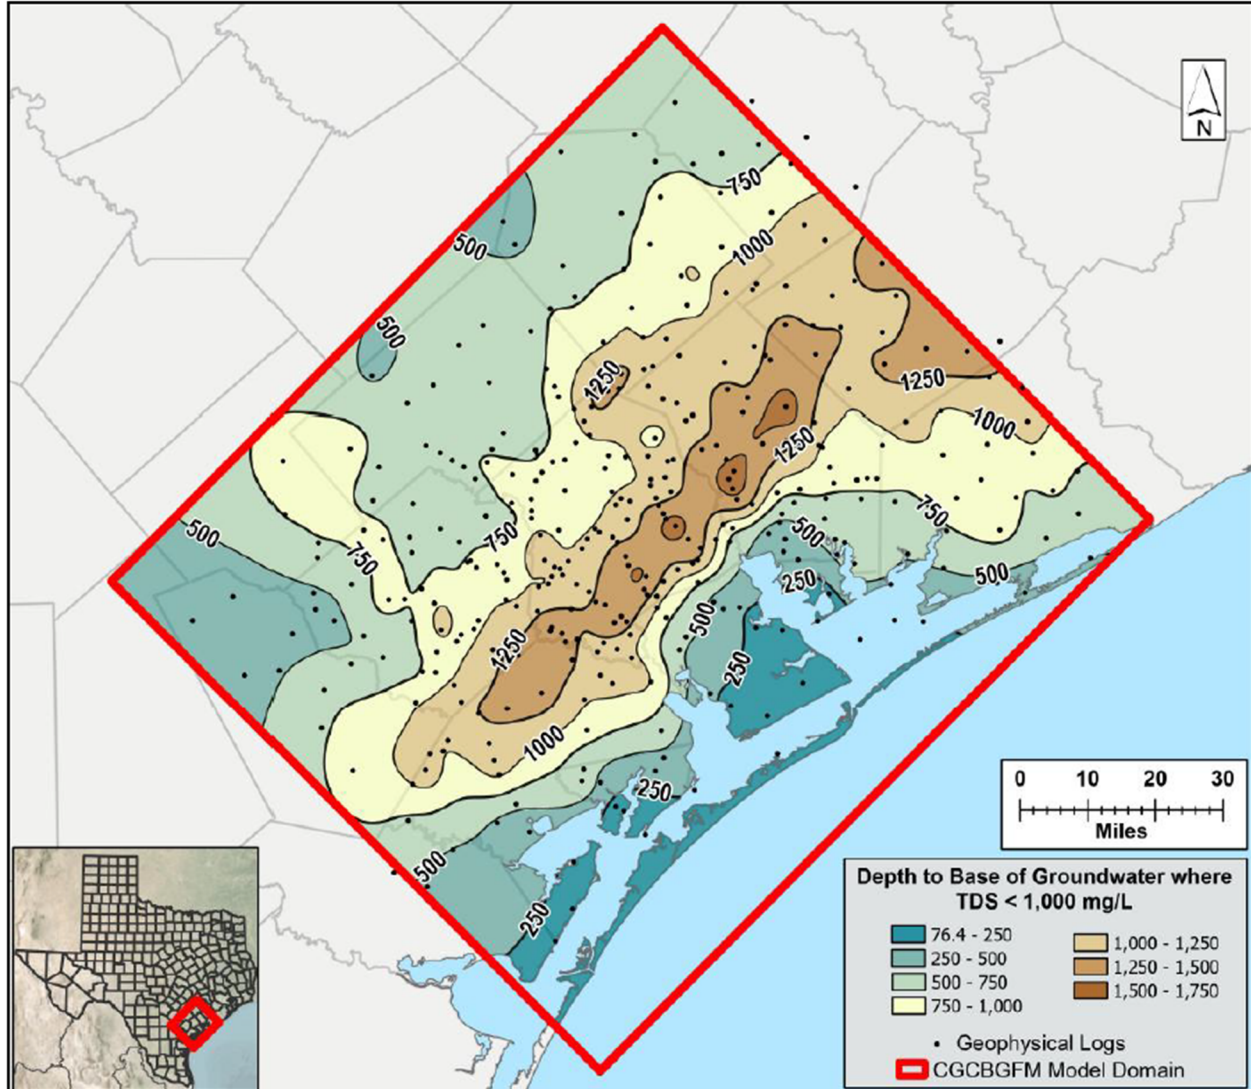 N
750
500
1000
500
1250
1250
1000
1250
500
750
750
750
500
500
250
500
1250
250
1000
250
500
250
0 10 20 30
Miles
Depth to Base of Groundwater where
TDS < 1,000 mg/L
76.4 - 250
250 - 500
500 - 750
750 - 1,000
1,000 - 1,250
1,250 - 1,500
1,500 - 1,750
Geophysical Logs
CGCBGFM Model Domain